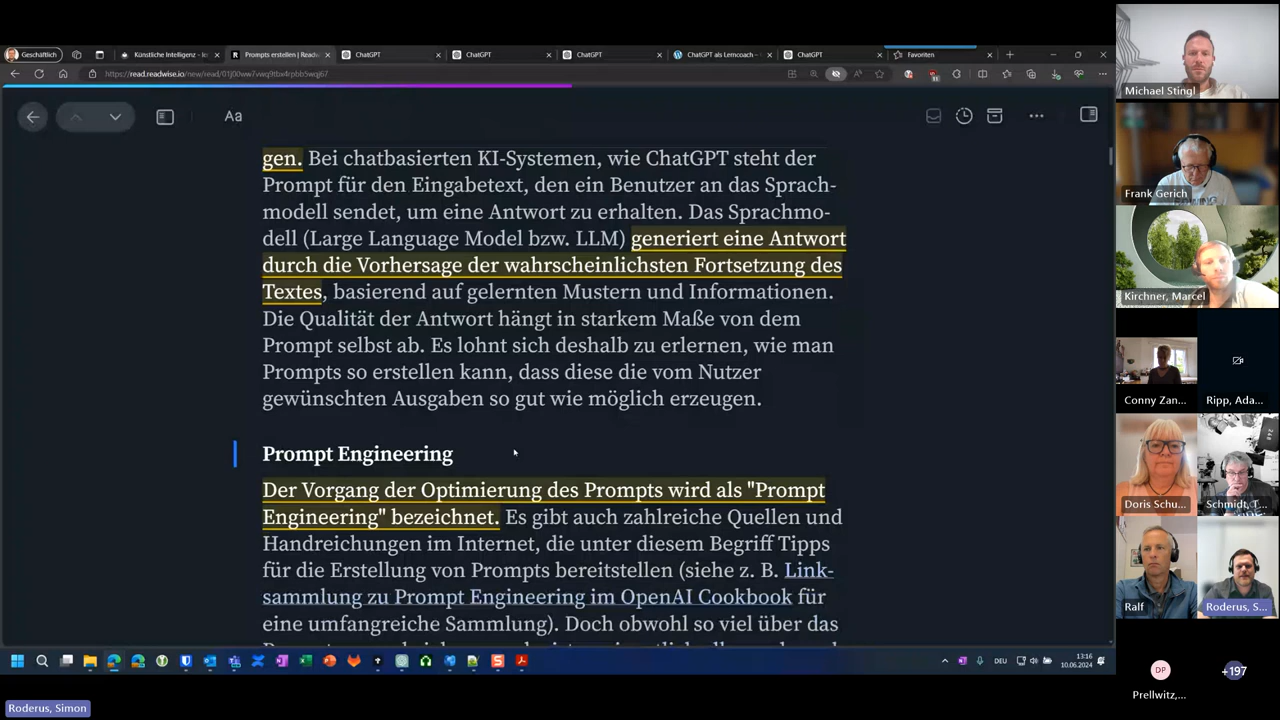 Geschäftlich
Künstliche Intelligenz - Io
Prompts erstellen | Readw
ChatGPT
ChatGPT
ChatGPT
ChatGPT als Lerncoach -
ChatGPT
Favoriten
https://read.readwise.io/new/read/
Aa
gen. Bei chatbasierten KI-Systemen, wie ChatGPT steht der
Prompt für den Eingabetext, den ein Benutzer an das Sprach-
modell sendet, um eine Antwort zu erhalten. Das Sprachmo-
dell (Large Language Model bzw. LLM) generiert eine Antwort
durch die Vorhersage der wahrscheinlichsten Fortsetzung des
Textes, basierend auf gelernten Mustern und Informationen.
Die Qualität der Antwort hängt in starkem Maße von dem
Prompt selbst ab. Es lohnt sich deshalb zu erlernen, wie man
Prompts so erstellen kann, dass diese die vom Nutzer
gewünschten Ausgaben so gut wie möglich erzeugen.
Prompt Engineering
Der Vorgang der Optimierung des Prompts wird als "Prompt
Engineering" bezeichnet. Es gibt auch zahlreiche Quellen und
Handreichungen im Internet, die unter diesem Begriff Tipps
für die Erstellung von Prompts bereitstellen (siehe z. B. Link-
sammlung zu Prompt Engineering im OpenAI Cookbook für
eine umfangreiche Sammlung). Doch obwohl so viel über das
DEU
13:16
10.06.2024
Roderus, Simon
Michael Stingl
Frank Gerich
Kirchner, Marcel
Conny Zan...
Ripp, Ada...
Doris Schu...
Schmidt, T...
Ralf
Roderus, S...
DP
Prellwitz,...
+197